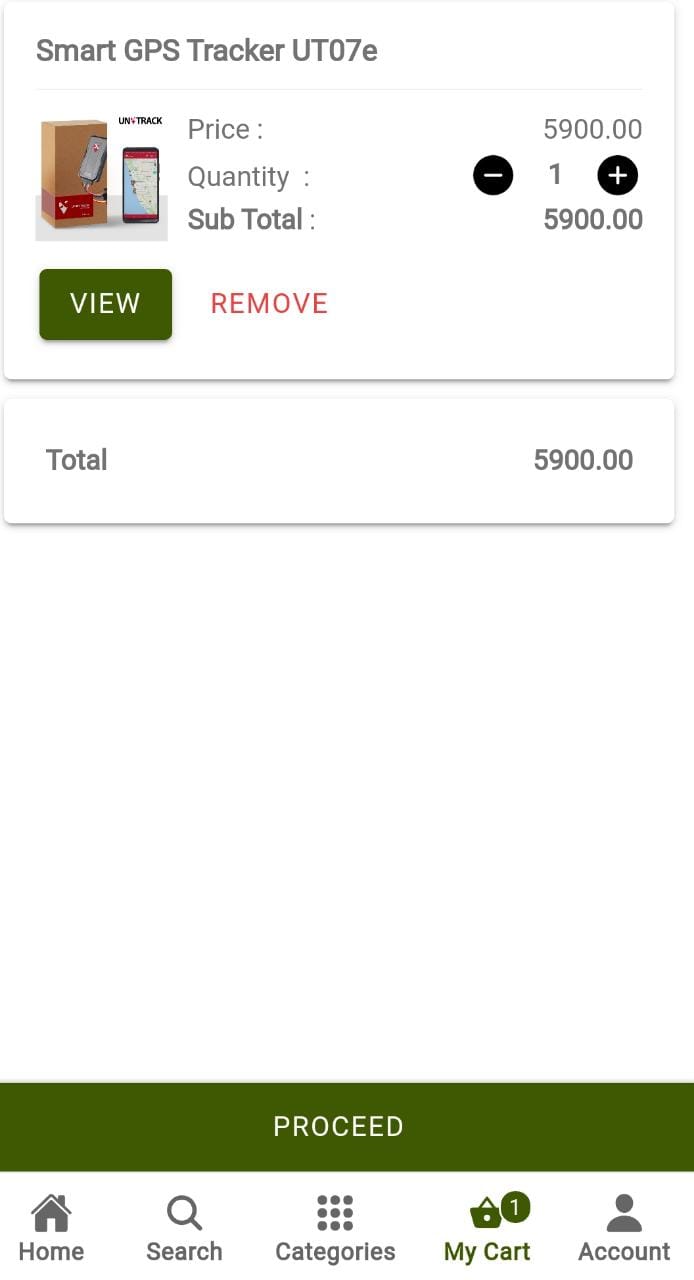 Smart GPS Tracker UT07e
UNOTRACK
Price : 5900.00
Quantity : 1
Sub Total : 5900.00
VIEW REMOVE
Total 5900.00
PROCEED
1
Home Search Categories My Cart Account